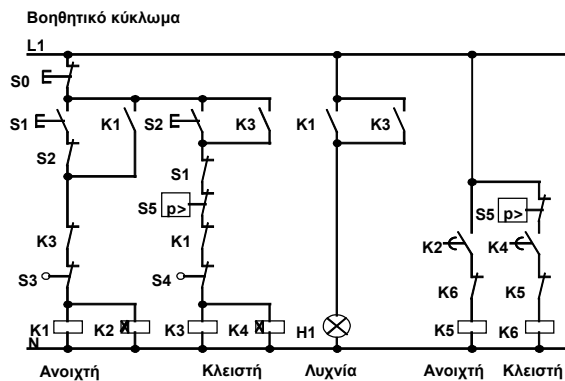 Βοηθητικό κύκλωμα
L1
S0
S1 K1 S2 K3 K1 K3
S2
S1
S5 p> S5 p>
K3 K1 K2 K4
S3 S4 K6 K5
K1 K2 K3 K4 H1 K5 K6
N
Ανοιχτή Κλειστή Λυχνία Ανοιχτή Κλειστή